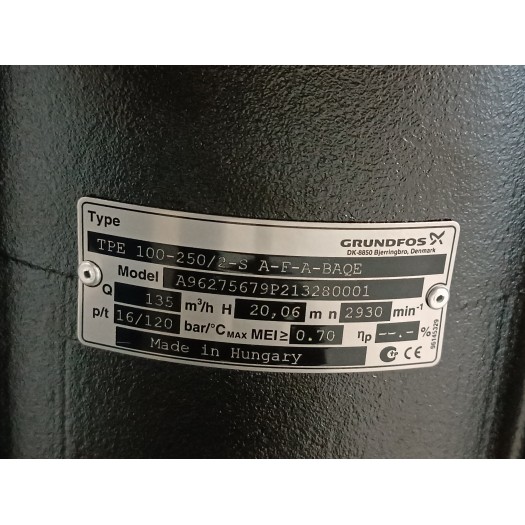 Type
TPE 100-250/2-S A-F-A-BAQE
GRUNDFOS
DK-8850 Bjerringbro, Denmark
Model A96275679P213280001
Q 135 m³/h H 20,06 m n 2930 min⁻¹
p/t 16/120 bar/°C MAX MEI ≥ 0.70 ηp --.- %
Made in Hungary
CE